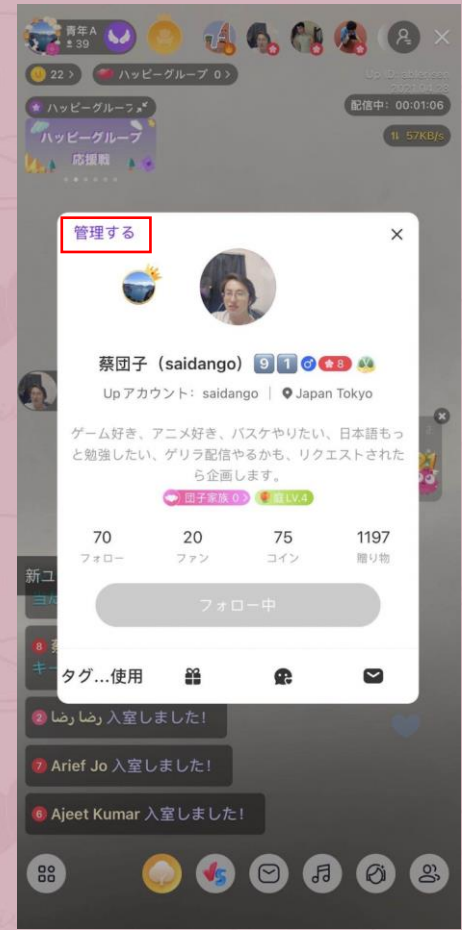 青年A
39
22 >
ハッピーグループ 0 >
ハッピーグループ
配信中: 00:01:06
ハッピーグループ
応援戦
57KB/s
管理する
蔡団子(saidango) 9 1 8
Upアカウント: saidango | Japan Tokyo
ゲーム好き、アニメ好き、バスケやりたい、日本語もっ
と勉強したい、ゲリラ配信やるかも、リクエストされた
ら企画します。
団子家族 0 > LV.4
70 20 75 1197
フォロー ファン コイン 贈り物
フォロー中
新ユ
タグ...使用
8
キー
2 رضا رضا 入室しました!
7 Arief Jo 入室しました!
6 Ajeet Kumar 入室しました!